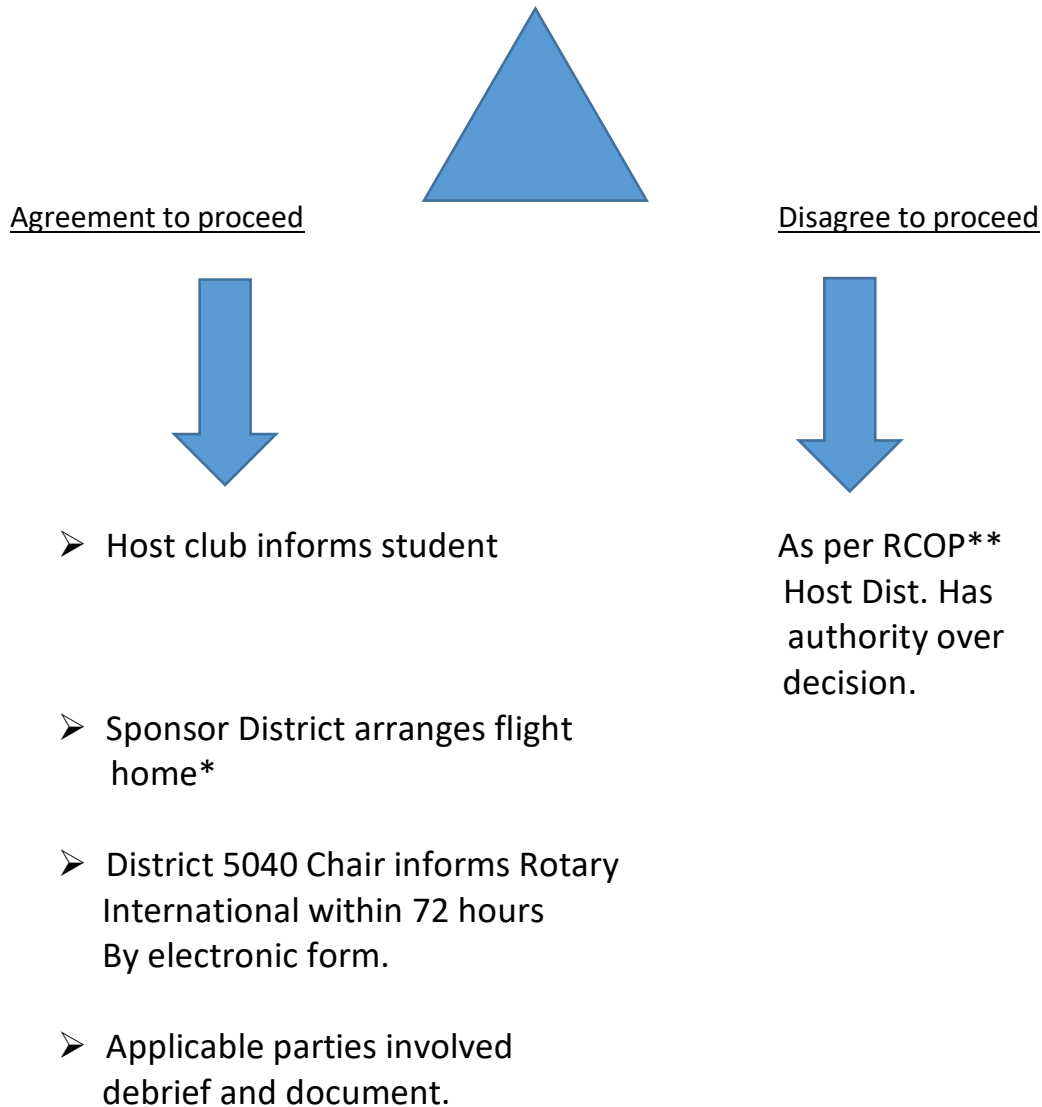 Agreement to proceed
Disagree to proceed
➢ Host club informs student
As per RCOP**
Host Dist. Has
authority over
decision.
➢ Sponsor District arranges flight
home*
➢ District 5040 Chair informs Rotary
International within 72 hours
By electronic form.
➢ Applicable parties involved
debrief and document.